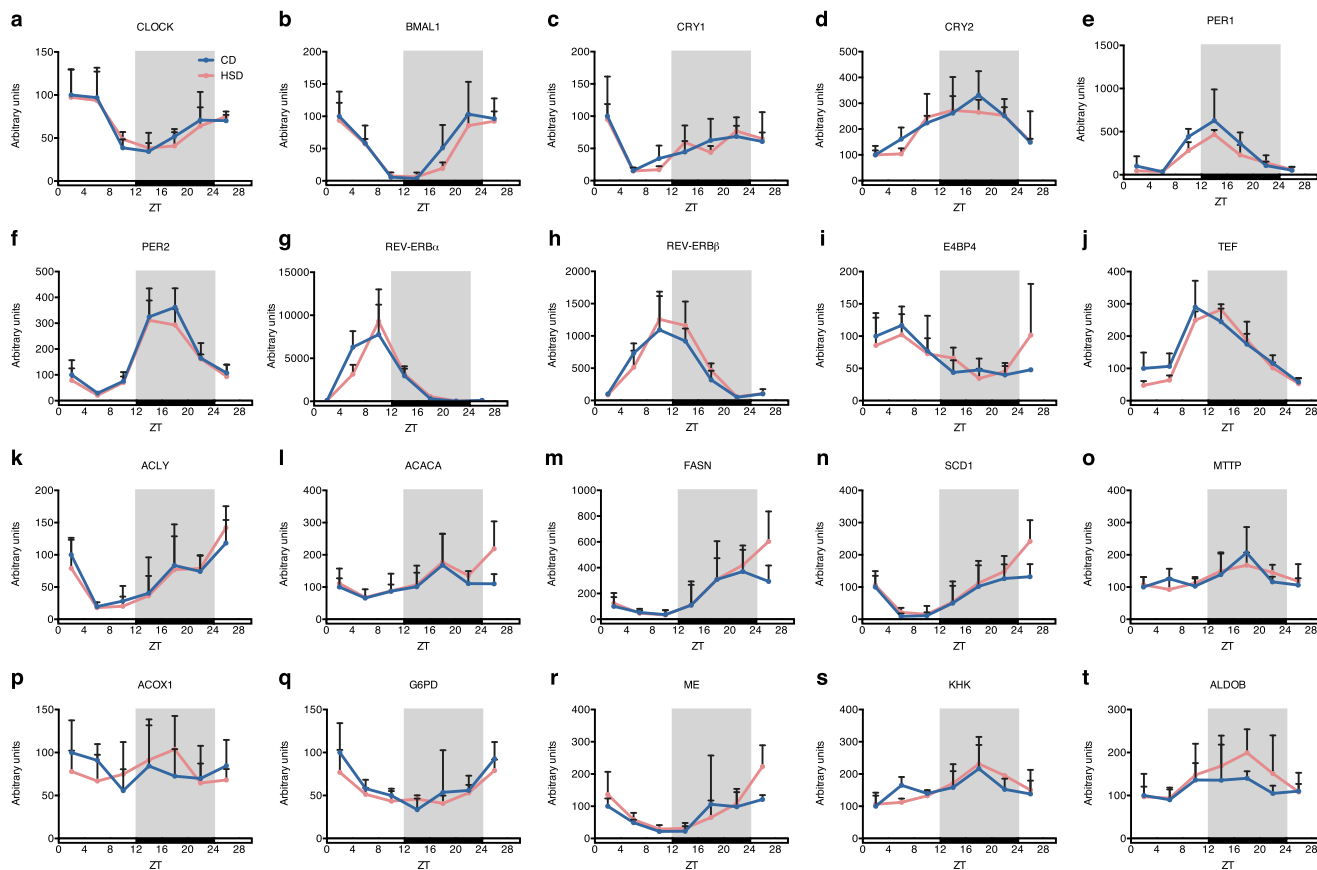 a CLOCK
Arbitrary units
150
100
50
0
0 4 8 12 16 20 24 28
ZT
CD
HSD
b BMAL1
Arbitrary units
200
150
100
50
0
0 4 8 12 16 20 24 28
ZT
c CRY1
Arbitrary units
200
150
100
50
0
0 4 8 12 16 20 24 28
ZT
d CRY2
Arbitrary units
500
400
300
200
100
0
0 4 8 12 16 20 24 28
ZT
e PER1
Arbitrary units
1500
1000
500
0
0 4 8 12 16 20 24 28
ZT
f PER2
Arbitrary units
500
400
300
200
100
0
0 4 8 12 16 20 24 28
ZT
g REV-ERBα
Arbitrary units
15000
10000
5000
0
0 4 8 12 16 20 24 28
ZT
h REV-ERBβ
Arbitrary units
2000
1500
1000
500
0
0 4 8 12 16 20 24 28
ZT
i E4BP4
Arbitrary units
200
150
100
50
0
0 4 8 12 16 20 24 28
ZT
j TEF
Arbitrary units
400
300
200
100
0
0 4 8 12 16 20 24 28
ZT
k ACLY
Arbitrary units
200
150
100
50
0
0 4 8 12 16 20 24 28
ZT
l ACACA
Arbitrary units
400
300
200
100
0
0 4 8 12 16 20 24 28
ZT
m FASN
Arbitrary units
1000
800
600
400
200
0
0 4 8 12 16 20 24 28
ZT
n SCD1
Arbitrary units
400
300
200
100
0
0 4 8 12 16 20 24 28
ZT
o MTTP
Arbitrary units
400
300
200
100
0
0 4 8 12 16 20 24 28
ZT
p ACOX1
Arbitrary units
150
100
50
0
0 4 8 12 16 20 24 28
ZT
q G6PD
Arbitrary units
150
100
50
0
0 4 8 12 16 20 24 28
ZT
r ME
Arbitrary units
400
300
200
100
0
0 4 8 12 16 20 24 28
ZT
s KHK
Arbitrary units
400
300
200
100
0
0 4 8 12 16 20 24 28
ZT
t ALDOB
Arbitrary units
300
200
100
0
0 4 8 12 16 20 24 28
ZT